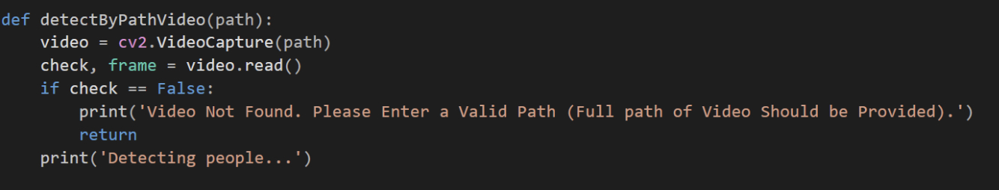 def detectByPathVideo(path):
    video = cv2.VideoCapture(path)
    check, frame = video.read()
    if check == False:
        print('Video Not Found. Please Enter a Valid Path (Full path of Video Should be Provided).')
        return
    print('Detecting people...')